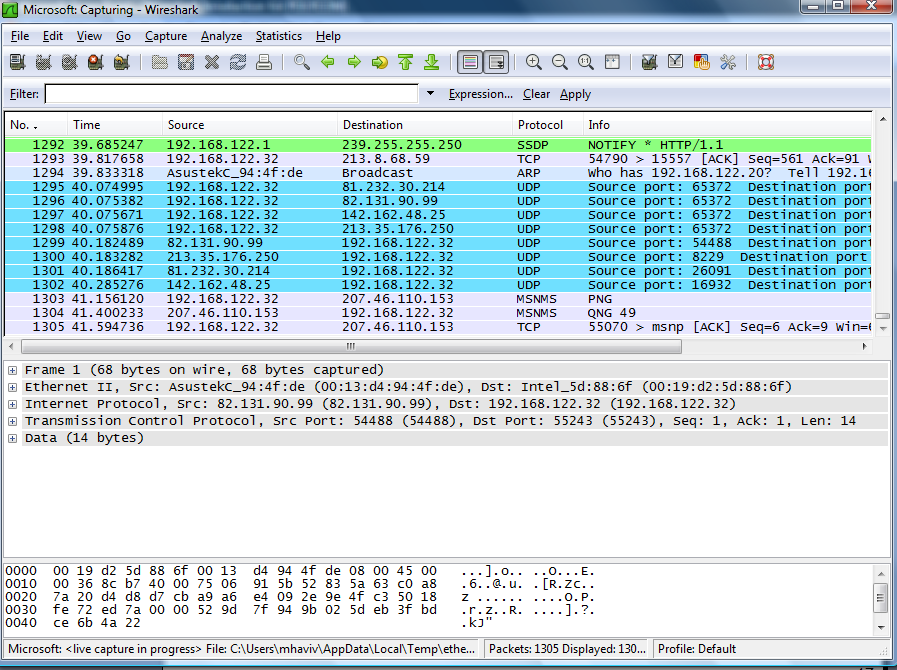 Microsoft: Capturing - Wireshark
File Edit View Go Capture Analyze Statistics Help
Filter: Expression... Clear Apply
No. Time Source Destination Protocol Info
1292 39.685247 192.168.122.1 239.255.255.250 SSDP NOTIFY * HTTP/1.1
1293 39.817658 192.168.122.32 213.8.68.59 TCP 54790 > 15557 [ACK] Seq=561 Ack=91 W
1294 39.833318 AsustekC_94:4f:de Broadcast ARP Who has 192.168.122.20? Tell 192.16
1295 40.074995 192.168.122.32 81.232.30.214 UDP Source port: 65372 Destination port
1296 40.075382 192.168.122.32 82.131.90.99 UDP Source port: 65372 Destination port
1297 40.075671 192.168.122.32 142.162.48.25 UDP Source port: 65372 Destination port
1298 40.075876 192.168.122.32 213.35.176.250 UDP Source port: 65372 Destination port
1299 40.182489 82.131.90.99 192.168.122.32 UDP Source port: 54488 Destination port
1300 40.183282 213.35.176.250 192.168.122.32 UDP Source port: 8229 Destination port
1301 40.186417 81.232.30.214 192.168.122.32 UDP Source port: 26091 Destination port
1302 40.285276 142.162.48.25 192.168.122.32 UDP Source port: 16932 Destination port
1303 41.156120 192.168.122.32 207.46.110.153 MSNMS PNG
1304 41.400233 207.46.110.153 192.168.122.32 MSNMS QNG 49
1305 41.594736 192.168.122.32 207.46.110.153 TCP 55070 > msnp [ACK] Seq=6 Ack=9 Win=6
Frame 1 (68 bytes on wire, 68 bytes captured)
Ethernet II, Src: AsustekC_94:4f:de (00:13:d4:94:4f:de), Dst: Intel_5d:88:6f (00:19:d2:5d:88:6f)
Internet Protocol, Src: 82.131.90.99 (82.131.90.99), Dst: 192.168.122.32 (192.168.122.32)
Transmission Control Protocol, Src Port: 54488 (54488), Dst Port: 55243 (55243), Seq: 1, Ack: 1, Len: 14
Data (14 bytes)
0000 00 19 d2 5d 88 6f 00 13 d4 94 4f de 08 00 45 00 ...].o.. ..O...E.
0010 00 36 8c b7 40 00 75 06 91 5b 52 83 5a 63 c0 a8 .6..@.u. .[R.Zc..
0020 7a 20 d4 d8 d7 cb a9 a6 e4 09 2e 9e 4f c3 50 18 z ...... ....O.P.
0030 fe 72 ed 7a 00 00 52 9d 7f 94 9b 02 5d eb 3f bd .r.z..R. ....].?.
0040 ce 6b 4a 22 .kJ"
Microsoft: <live capture in progress> File: C:\Users\mhaviv\AppData\Local\Temp\ethe... Packets: 1305 Displayed: 130... Profile: Default